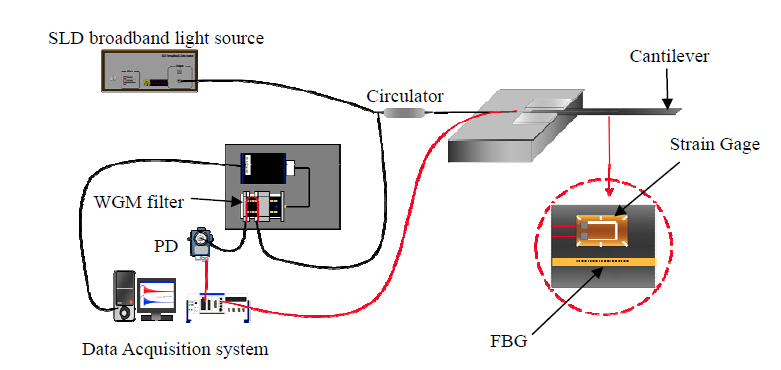 SLD broadband light source
Cantilever
Circulator
Strain Gage
WGM filter
PD
FBG
Data Acquisition system